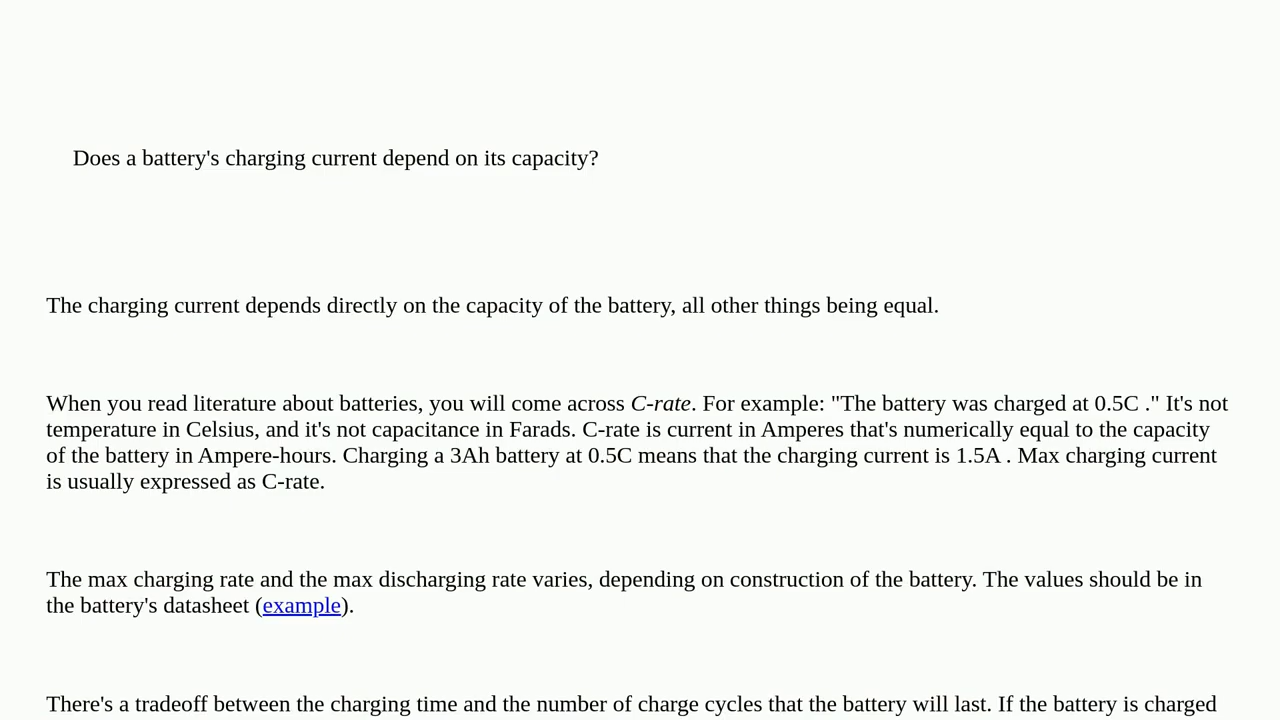 Does a battery's charging current depend on its capacity?
The charging current depends directly on the capacity of the battery, all other things being equal.
When you read literature about batteries, you will come across C-rate. For example: "The battery was charged at 0.5C ." It's not
temperature in Celsius, and it's not capacitance in Farads. C-rate is current in Amperes that's numerically equal to the capacity
of the battery in Ampere-hours. Charging a 3Ah battery at 0.5C means that the charging current is 1.5A . Max charging current
is usually expressed as C-rate.
The max charging rate and the max discharging rate varies, depending on construction of the battery. The values should be in
the battery's datasheet (example).
There's a tradeoff between the charging time and the number of charge cycles that the battery will last. If the battery is charged